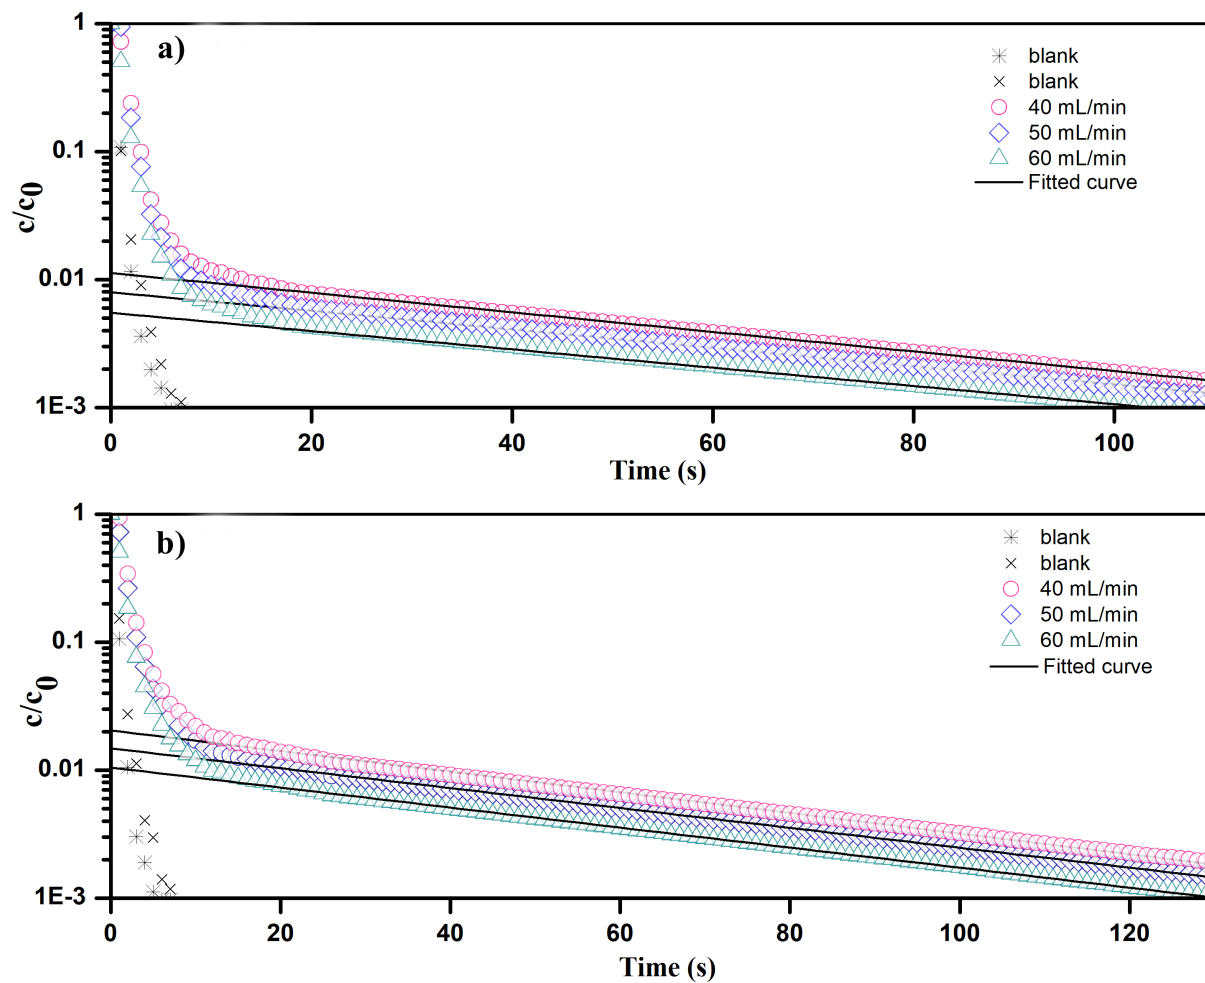 a)
1
0.1
0.01
1E-3
c/c0
blank
blank
40 mL/min
50 mL/min
60 mL/min
Fitted curve
0 20 40 60 80 100
Time (s)
b)
1
0.1
0.01
1E-3
c/c0
blank
blank
40 mL/min
50 mL/min
60 mL/min
Fitted curve
0 20 40 60 80 100 120
Time (s)